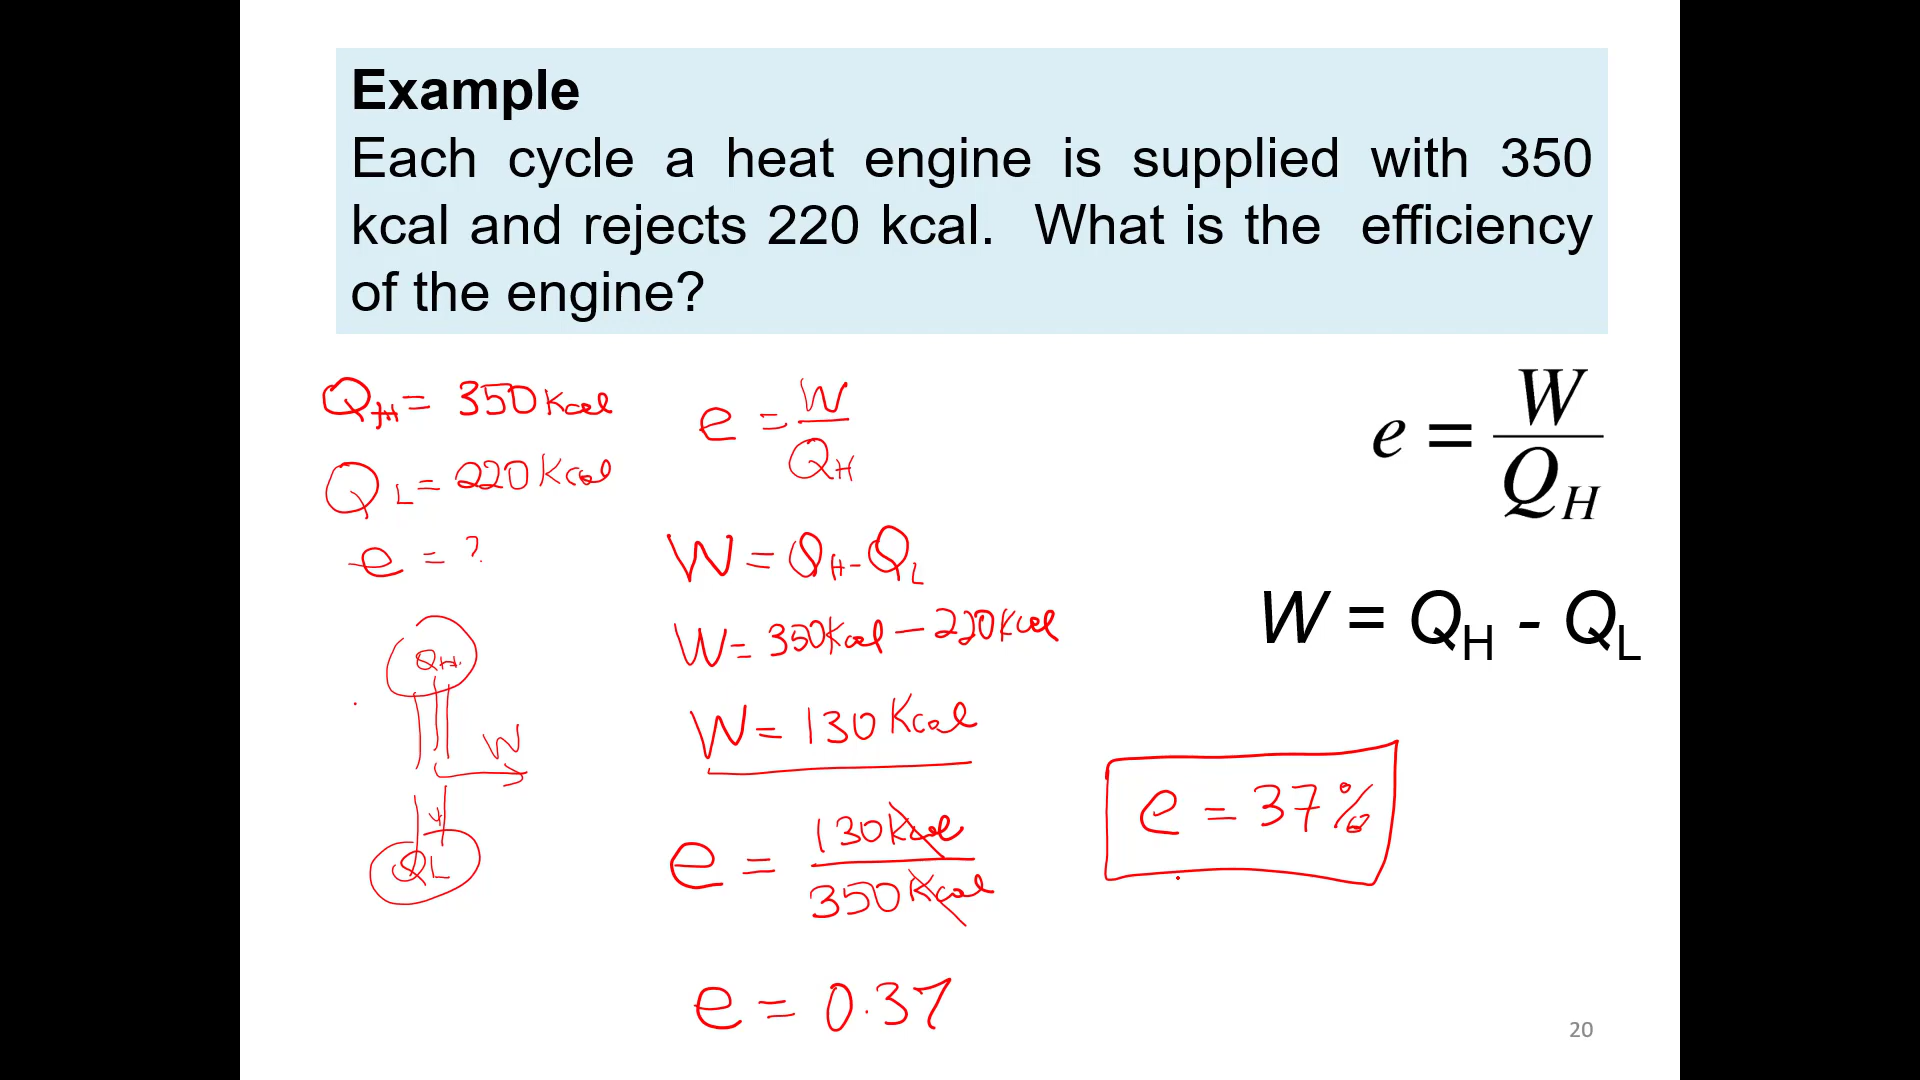 Example
Each cycle a heat engine is supplied with 350
kcal and rejects 220 kcal. What is the efficiency
of the engine?
QH = 350 Kcal
QL = 220 Kcal
e = ?
QH
W
QL
e = W/QH
W = QH - QL
W = 350 Kcal - 220 Kcal
W = 130 Kcal
e = 130 Kcal / 350 Kcal
e = 0.37
e = W/QH
W = QH - QL
e = 37%
20